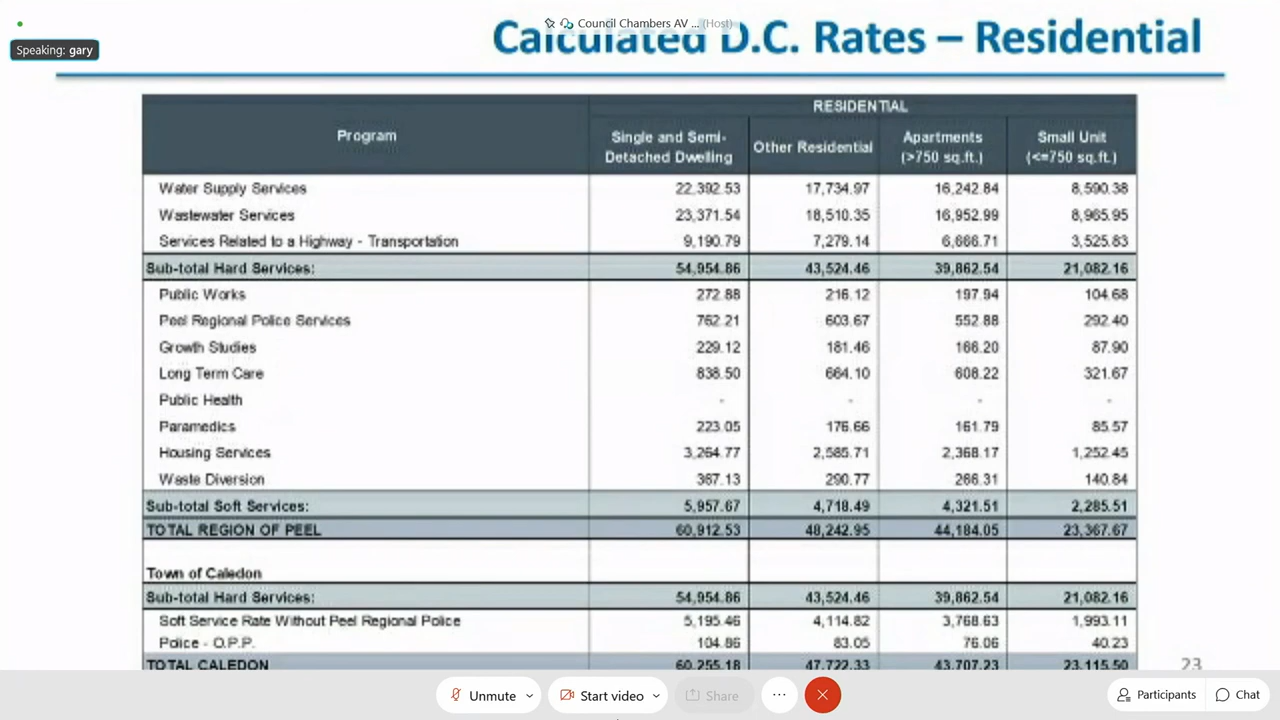 Council Chambers AV ... (Host)
Speaking: gary
Calculated D.C. Rates – Residential
Program
RESIDENTIAL
Single and Semi-Detached Dwelling Other Residential Apartments (>750 sq.ft.) Small Unit (<=750 sq.ft.)
Water Supply Services 22,392.53 17,734.97 16,242.84 8,590.38
Wastewater Services 23,371.54 18,510.35 16,952.99 8,965.95
Services Related to a Highway - Transportation 9,190.79 7,279.14 6,666.71 3,525.83
Sub-total Hard Services: 54,954.86 43,524.46 39,862.54 21,082.16
Public Works 272.88 216.12 197.94 104.68
Peel Regional Police Services 762.21 603.67 552.88 292.40
Growth Studies 229.12 181.46 166.20 87.90
Long Term Care 838.50 664.10 608.22 321.67
Public Health - - - -
Paramedics 223.05 176.66 161.79 85.57
Housing Services 3,264.77 2,585.71 2,368.17 1,252.45
Waste Diversion 367.13 290.77 266.31 140.84
Sub-total Soft Services: 5,957.67 4,718.49 4,321.51 2,285.51
TOTAL REGION OF PEEL 60,912.53 48,242.95 44,184.05 23,367.67
Town of Caledon
Sub-total Hard Services: 54,954.86 43,524.46 39,862.54 21,082.16
Soft Service Rate Without Peel Regional Police 5,195.46 4,114.82 3,768.63 1,993.11
Police - O.P.P. 104.86 83.05 76.06 40.23
TOTAL CALEDON 60,255.18 47,722.33 43,707.23 23,115.50
23
Unmute Start video Share Participants Chat